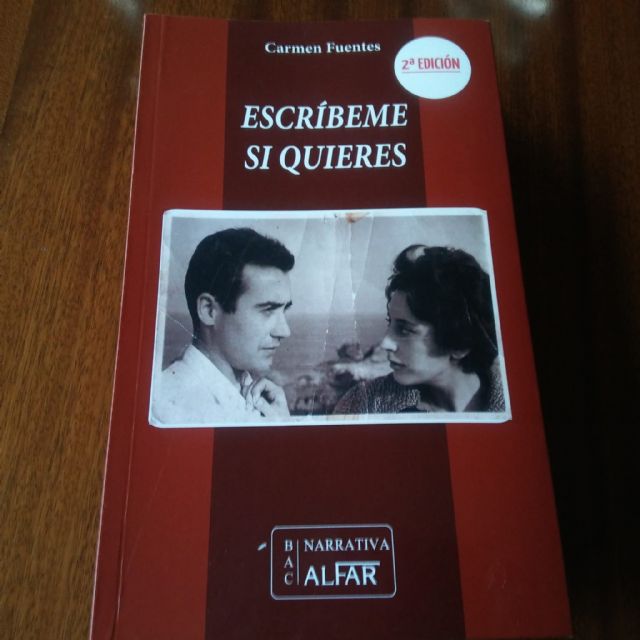 Carmen Fuentes
2ª EDICIÓN
ESCRÍBEME
SI QUIERES
BAC
NARRATIVA
ALFAR